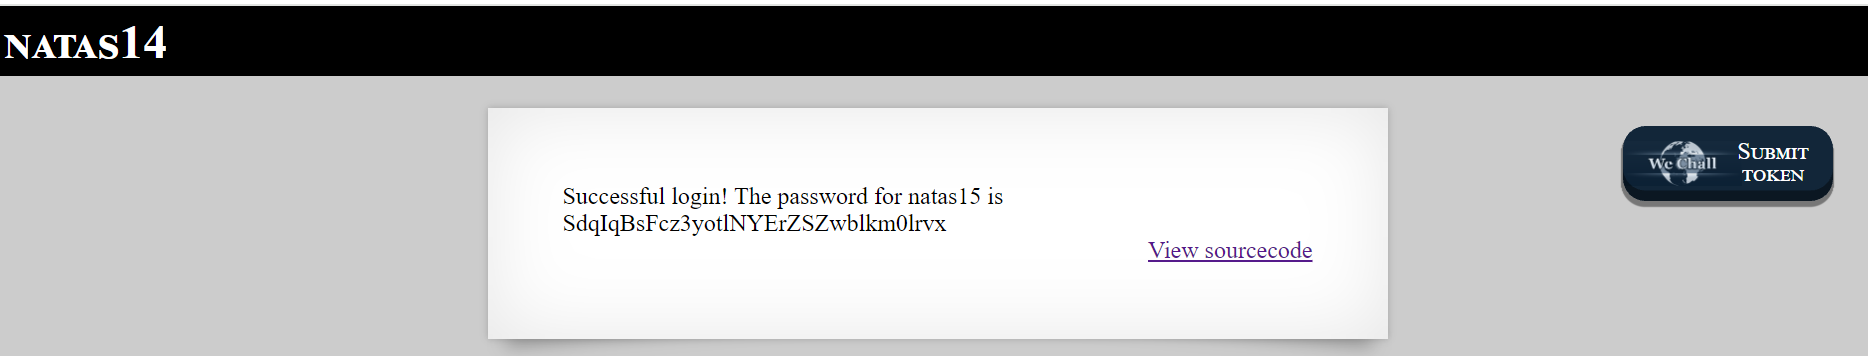 NATAS14
Successful login! The password for natas15 is
SdqIqBsFcz3yotlNYErZSZwblkm0lrvx
View sourcecode
We Chall
SUBMIT
TOKEN